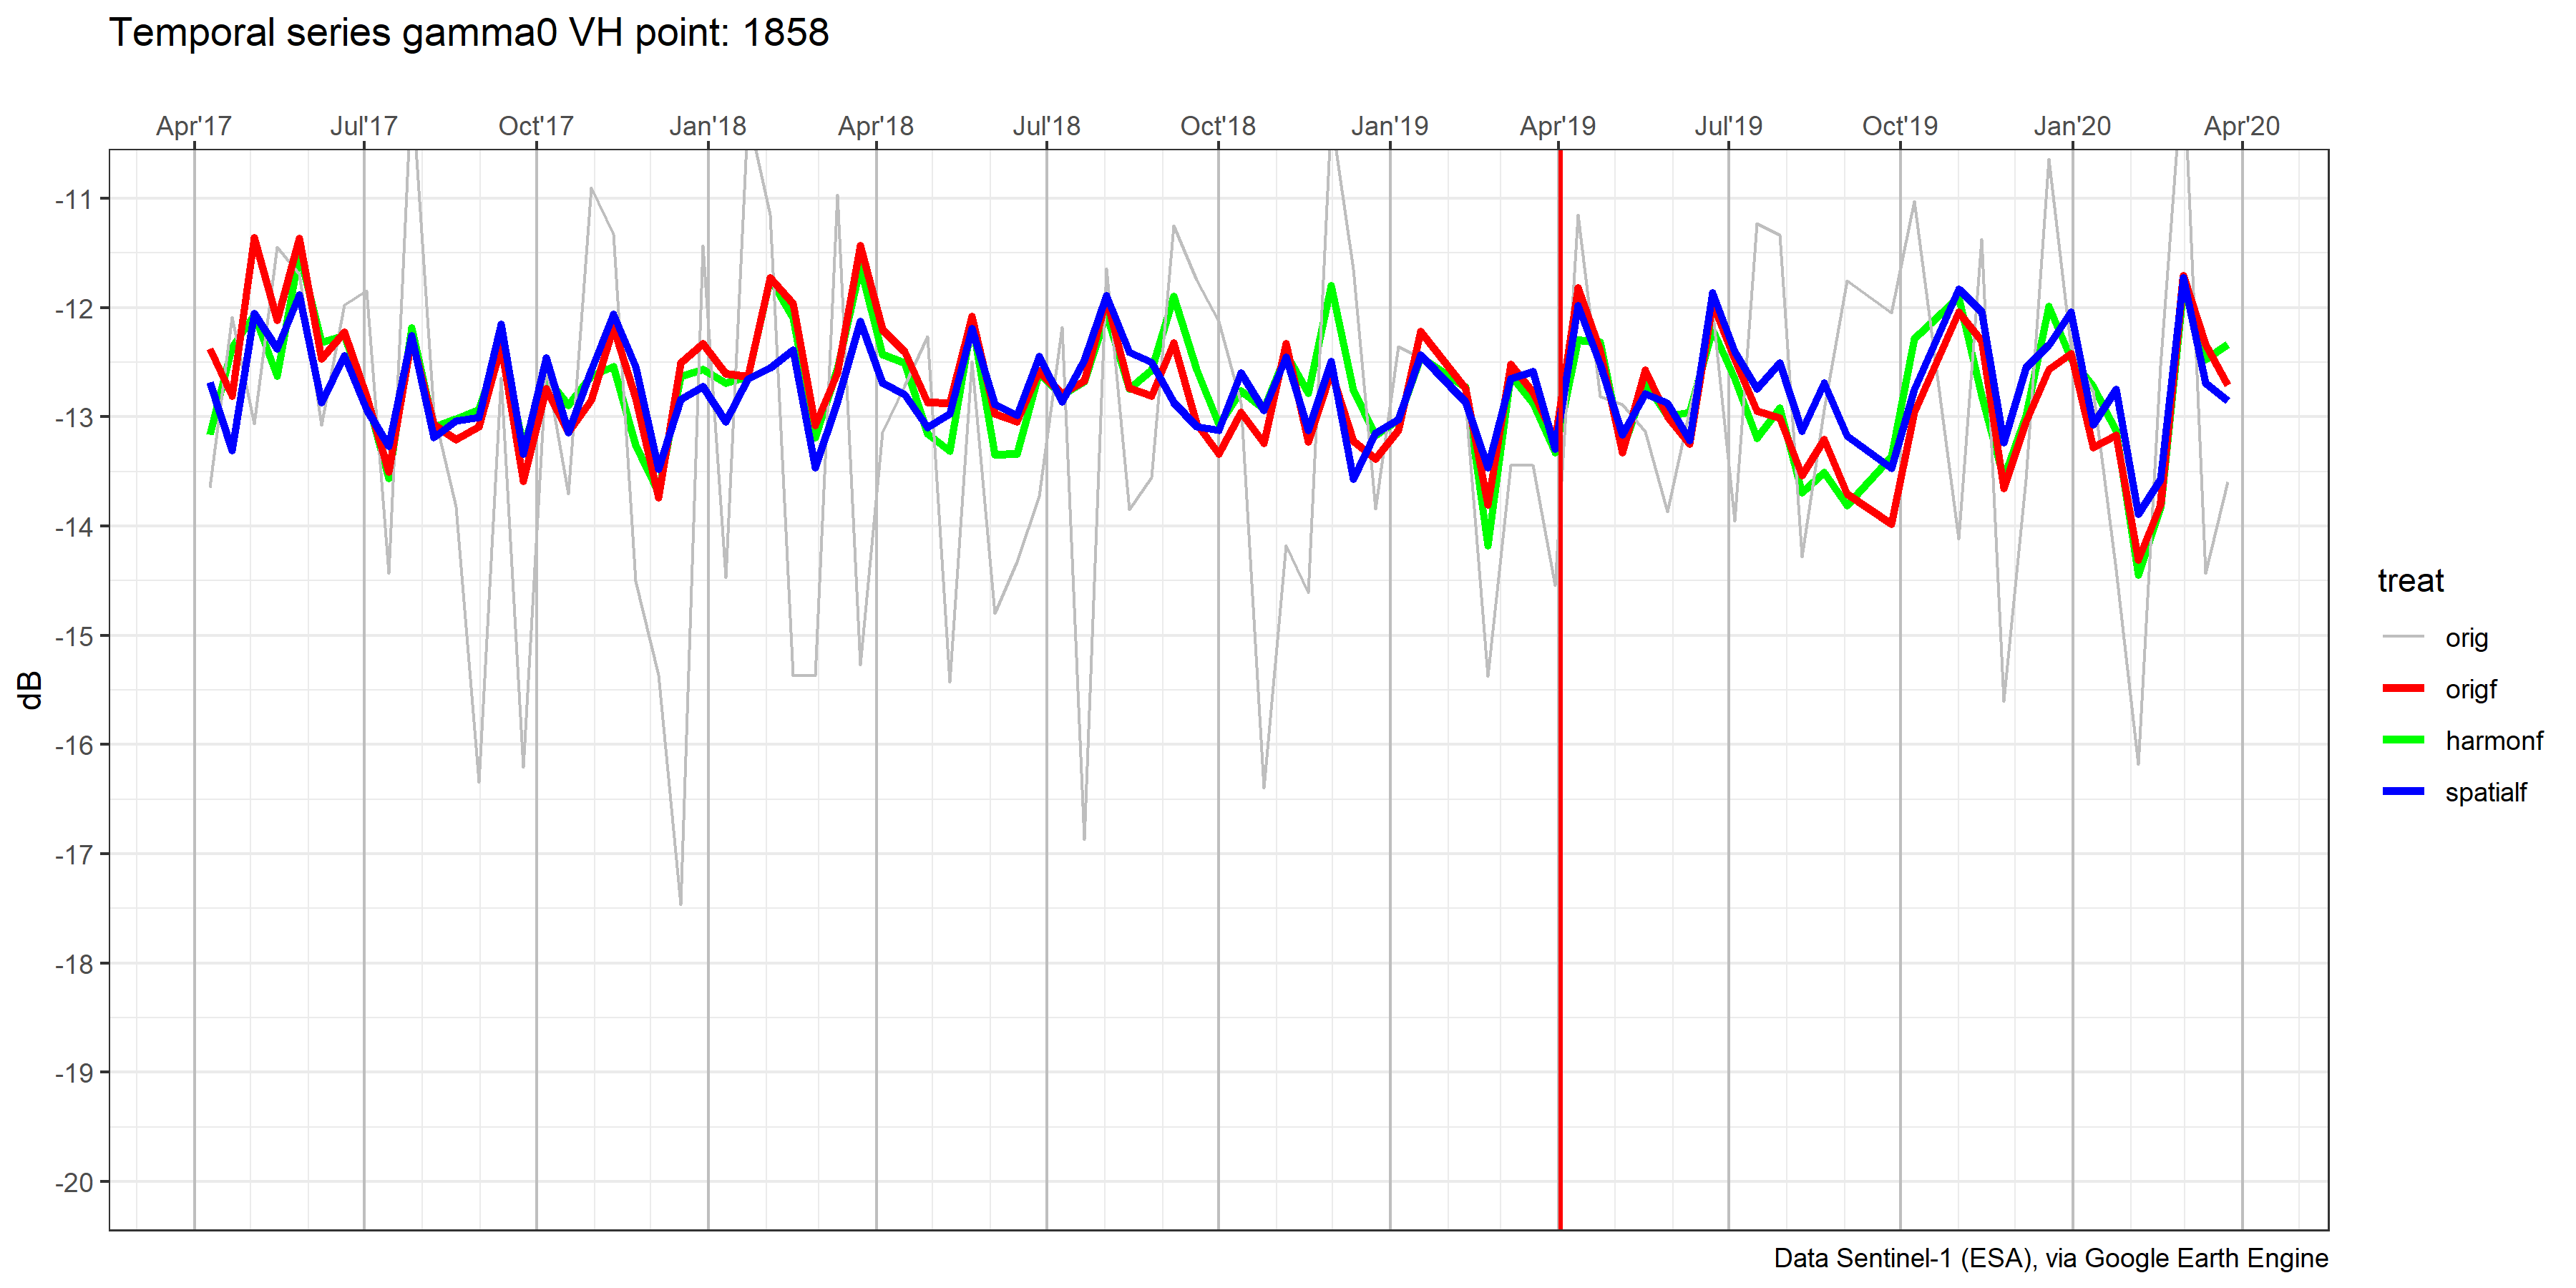 Temporal series gamma0 VH point: 1858
Apr'17 Jul'17 Oct'17 Jan'18 Apr'18 Jul'18 Oct'18 Jan'19 Apr'19 Jul'19 Oct'19 Jan'20 Apr'20
-11
-12
-13
-14
-15
-16
-17
-18
-19
-20
dB
treat
orig
origf
harmonf
spatialf
Data Sentinel-1 (ESA), via Google Earth Engine